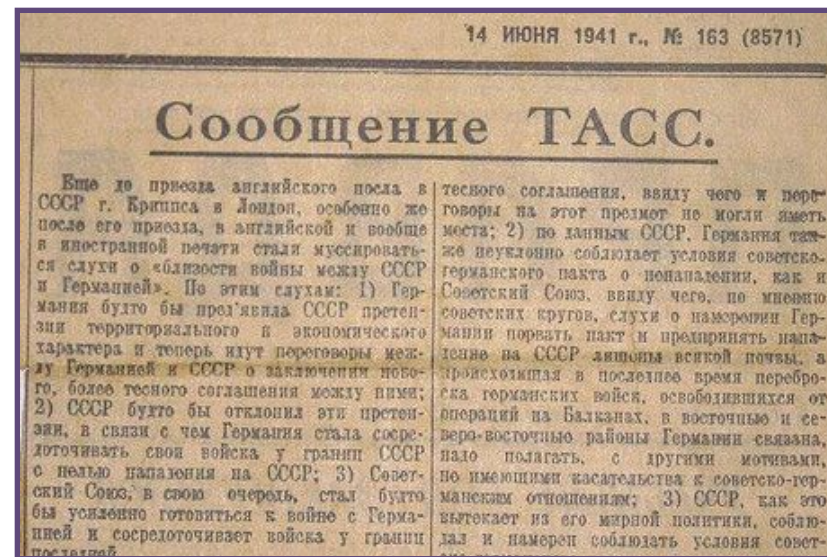 14 ИЮНЯ 1941 г., № 163 (8571)
Сообщение ТАСС.
Еще до приезда английского посла в
СССР г. Криппса в Лондон, особенно же
после его приезда, в английской и вообще
в иностранной печати стали муссировать-
ся слухи о «близости войны между СССР
и Германией». По этим слухам: 1) Гер-
мания будто бы пред'явила СССР претен-
зии территориального и экономического
характера и теперь идут переговоры меж-
ду Германией и СССР о заключении ново-
го, более тесного соглашения между ними;
2) СССР будто бы отклонил эти претен-
зии, в связи с чем Германия стала сосре-
доточивать свои войска у границ СССР
с целью нападения на СССР; 3) Совет-
ский Союз, в свою очередь, стал будто
бы усиленно готовиться к войне с Герма-
нией и сосредоточивает войска у границ
последней.
тесного соглашения, ввиду чего и пере-
говоры на этот предмет не могли иметь
места; 2) по данным СССР, Германия так-
же неуклонно соблюдает условия советско-
германского пакта о ненападении, как и
Советский Союз, ввиду чего, по мнению
советских кругов, слухи о намерении Гер-
мании порвать пакт и предпринять напа-
дение на СССР лишены всякой почвы, а
происходящая в последнее время перебро-
ска германских войск, освободившихся от
операций на Балканах, в восточные и се-
веро-восточные районы Германии связана,
надо полагать, с другими мотивами,
не имеющими касательства к советско-гер-
манским отношениям; 3) СССР, как это
вытекает из его мирной политики, соблю-
дал и намерен соблюдать условия совет-